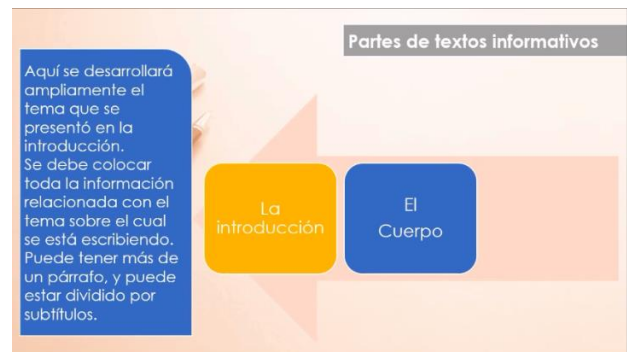 Partes de textos informativos
Aquí se desarrollará
ampliamente el
tema que se
presentó en la
introducción.
Se debe colocar
toda la información
relacionada con el
tema sobre el cual
se está escribiendo.
Puede tener más de
un párrafo, y puede
estar dividido por
subtítulos.
La
introducción
El
Cuerpo